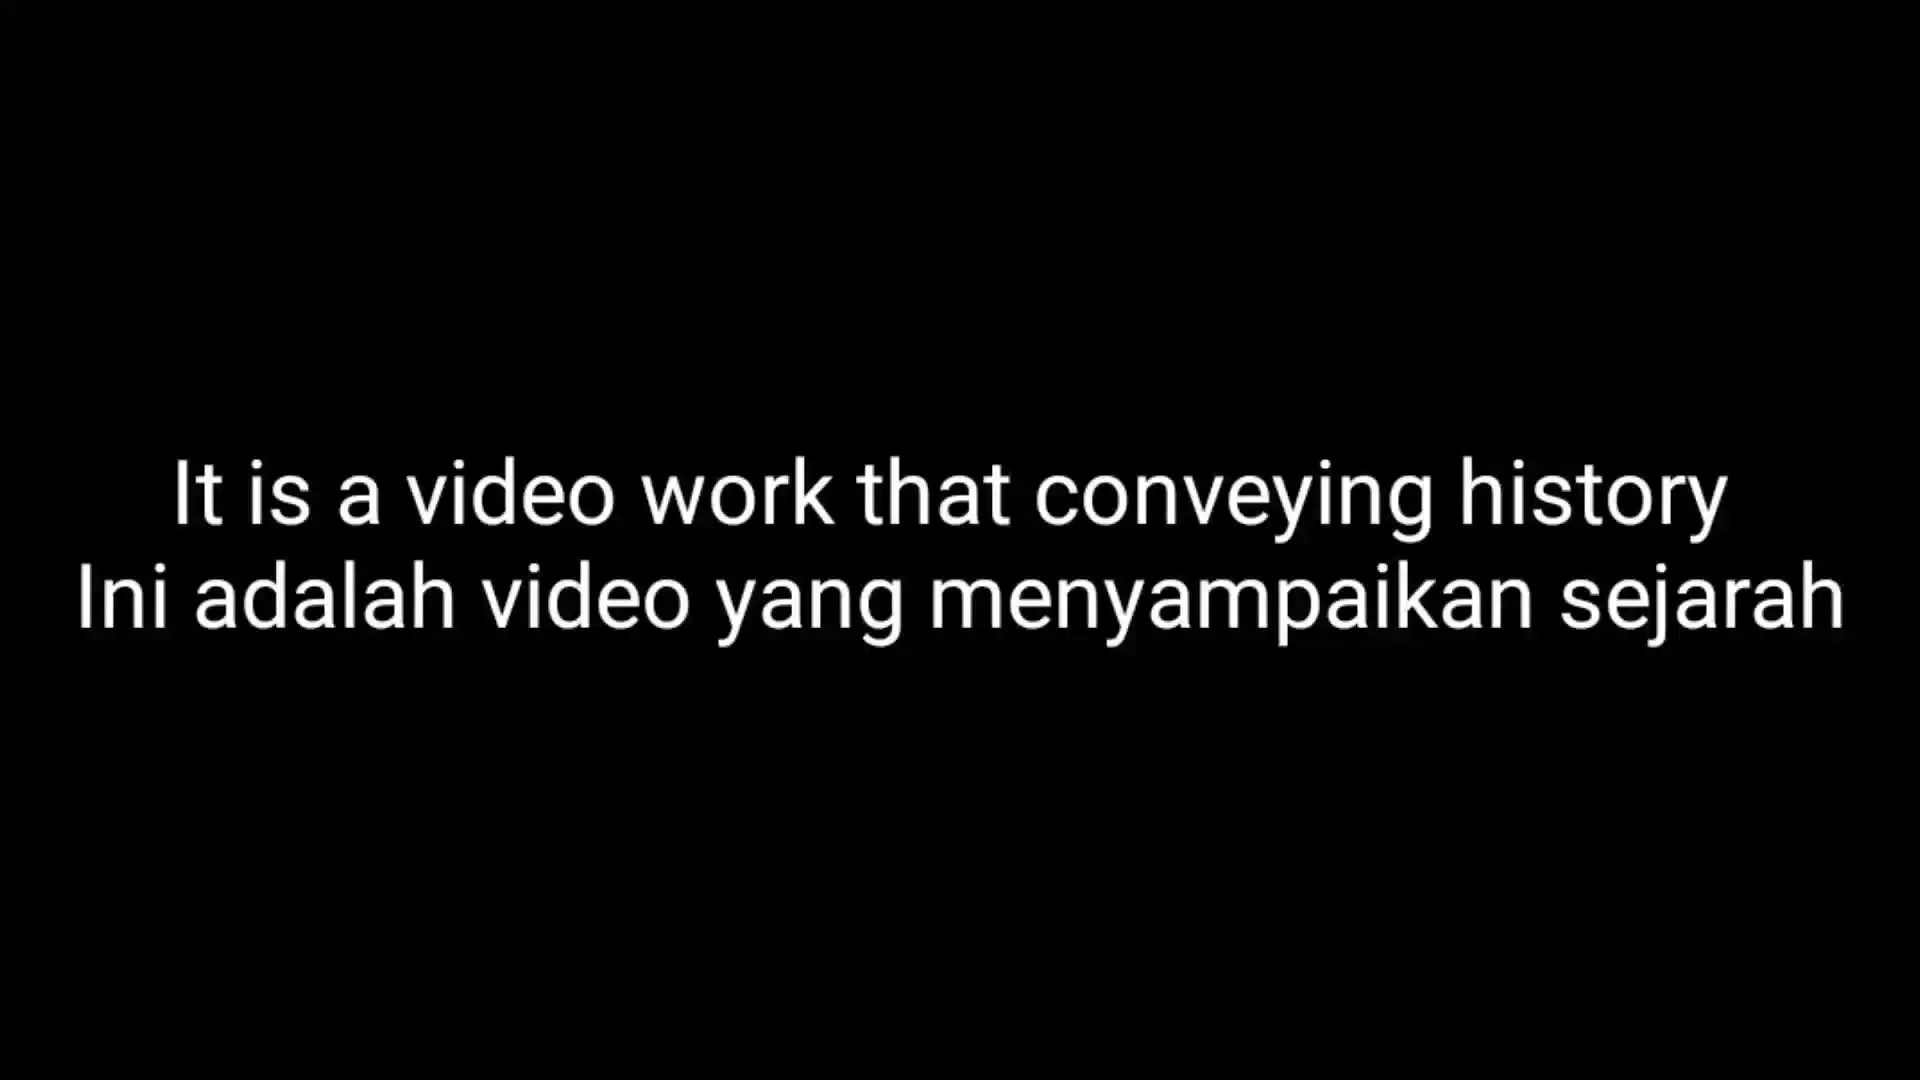 It is a video work that conveying history
Ini adalah video yang menyampaikan sejarah